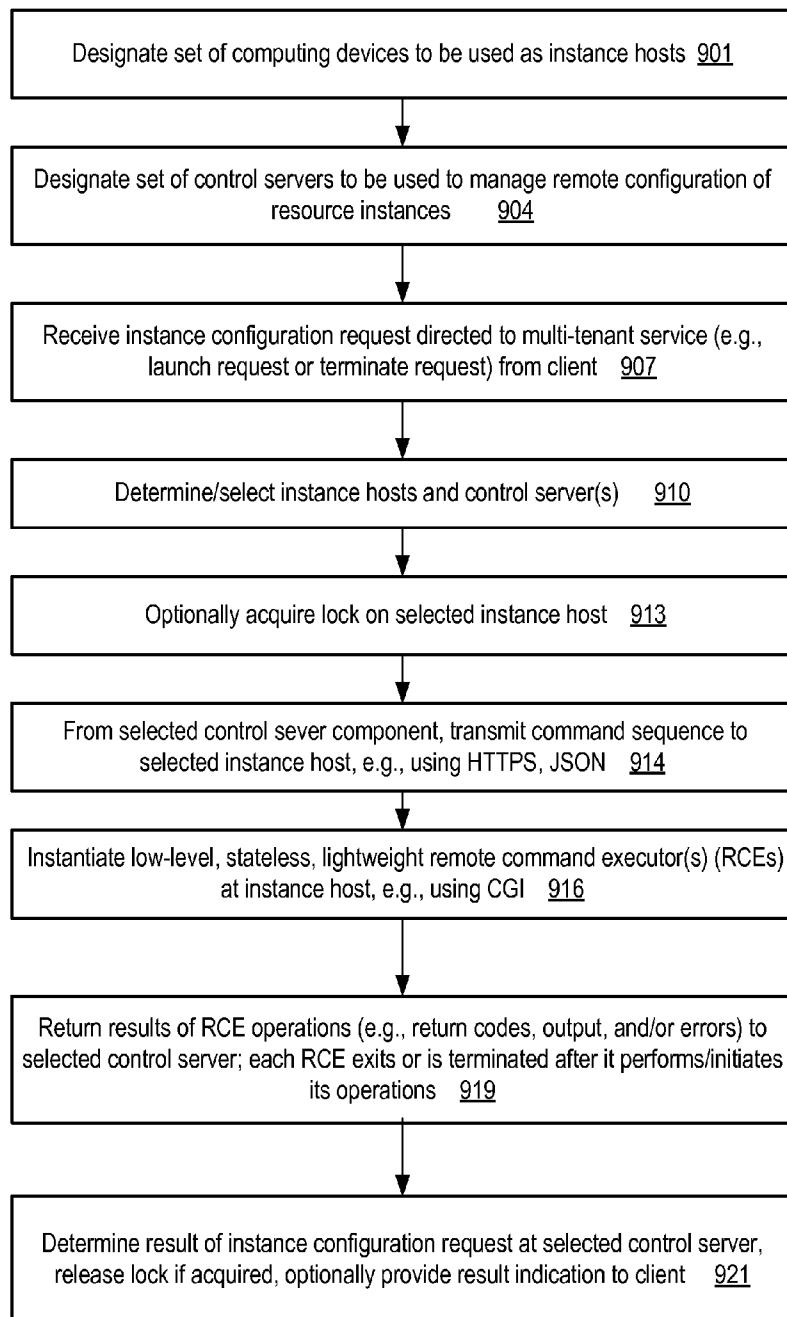 Designate set of computing devices to be used as instance hosts 901
Designate set of control servers to be used to manage remote configuration of
resource instances 904
Receive instance configuration request directed to multi-tenant service (e.g.,
launch request or terminate request) from client 907
Determine/select instance hosts and control server(s) 910
Optionally acquire lock on selected instance host 913
From selected control sever component, transmit command sequence to
selected instance host, e.g., using HTTPS, JSON 914
Instantiate low-level, stateless, lightweight remote command executor(s) (RCEs)
at instance host, e.g., using CGI 916
Return results of RCE operations (e.g., return codes, output, and/or errors) to
selected control server; each RCE exits or is terminated after it performs/initiates
its operations 919
Determine result of instance configuration request at selected control server,
release lock if acquired, optionally provide result indication to client 921